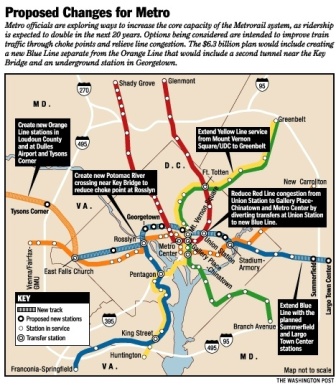 Proposed Changes for Metro
Metro officials are exploring ways to increase the core capacity of the Metrorail system, as ridership
is expected to double in the next 20 years. Options being considered are intended to improve train
traffic through choke points and relieve line congestion. The $6.3 billion plan would include creating
a new Blue Line separate from the Orange Line that would include a second tunnel near the Key
Bridge and an underground station in Georgetown.
270
Shady Grove
Glenmont
95
MD.
495
Greenbelt
Create new Orange
Line stations in
Loudoun County
and at Dulles
Airport and Tysons
Corner
Extend Yellow Line service
from Mount Vernon
Square/UDC to Greenbelt
D.C.
Ft. Totten
New Carrollton
Create new Potomac River
crossing near Key Bridge to
reduce choke point at Rosslyn
Reduce Red Line congestion from
Union Station to Gallery Place-
Chinatown and Metro Center by
diverting transfers at Union Station
to new Blue Line.
Tysons Corner
VA.
Georgetown
Mt. Vernon Square
Rosslyn
Metro
Center
Union Station
Gallery Place
-Chinatown
Stadium-
Armory
Vienna/Fairfax-
GMU
East Falls Church
Pentagon
Summerfield
Largo Town Center
KEY
New track
Proposed new stations
Station in service
Transfer station
Extend Blue
Line with the
planned
Summerfield
and Largo
Town Center
stations
Branch Avenue
King Street
Huntington
495
95
MD.
Franconia-Springfield
VA.
Map not to scale
THE WASHINGTON POST